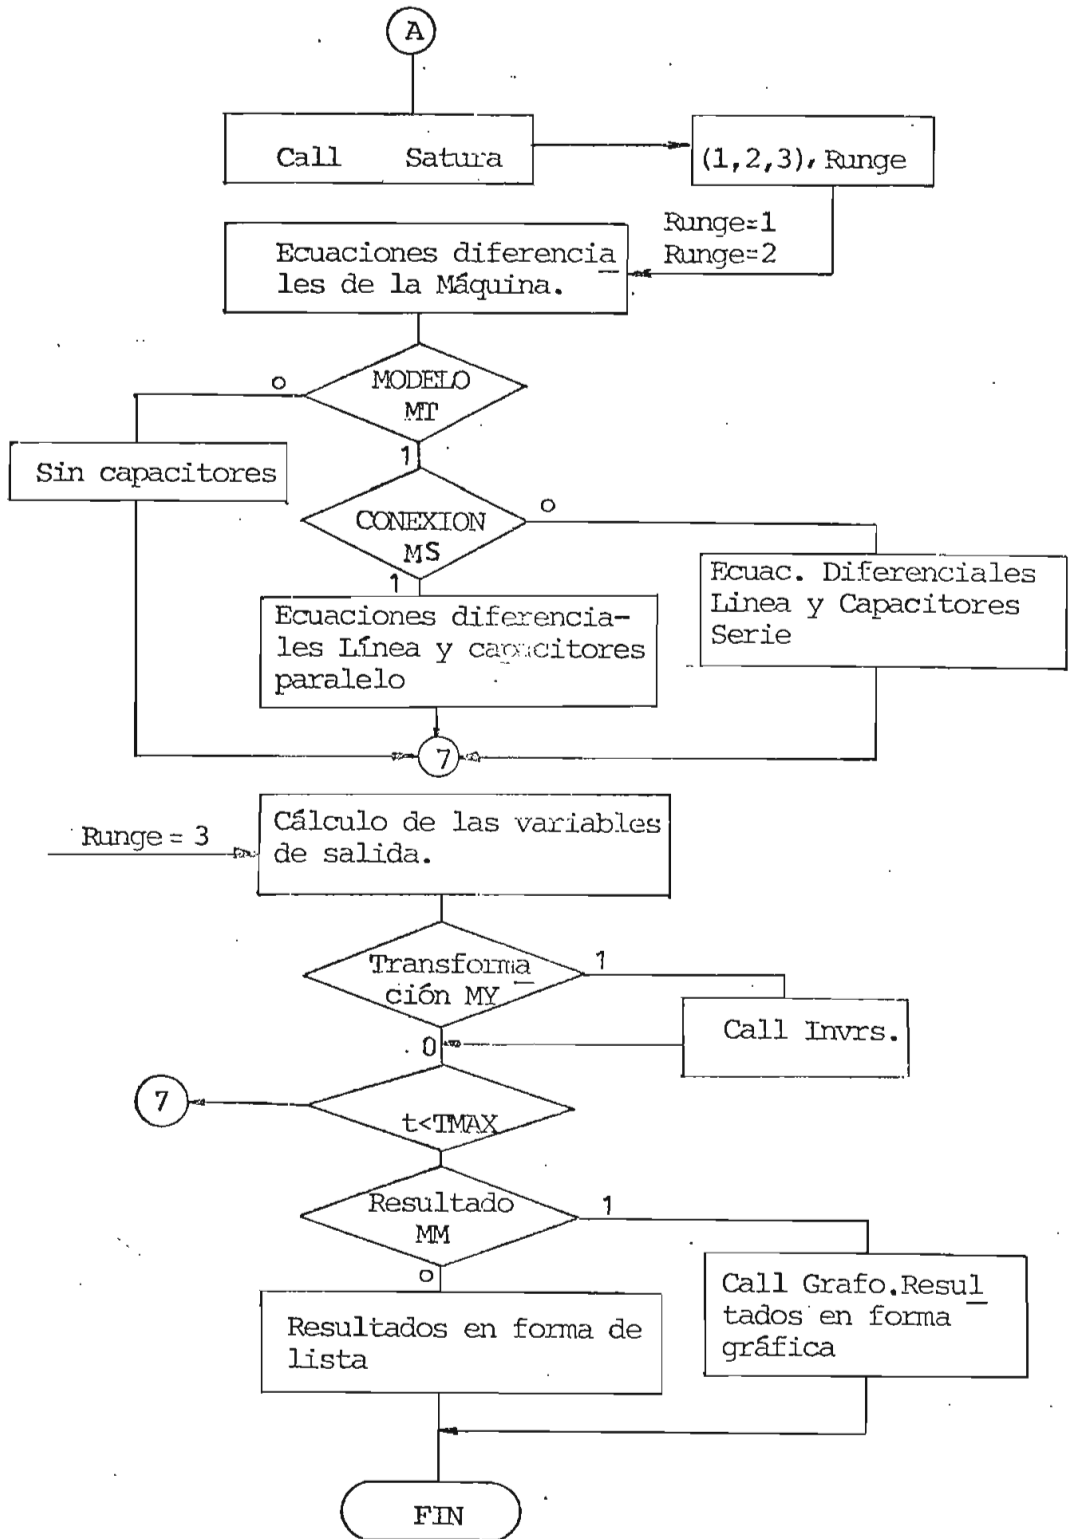 A
Call Satura
(1,2,3), Runge
Runge=1
Runge=2
Ecuaciones diferencia
les de la Máquina.
o
MODELO
MT
1
Sin capacitores
CONEXION
MS
o
1
Ecuac. Diferenciales
Linea y Capacitores
Serie
Ecuaciones diferencia-
les Línea y capacitores
paralelo
7
Runge = 3
Cálculo de las variables
de salida.
Transforma
ción MY
1
Call Invrs.
0
7
t<TMAX
Resultado
MM
1
o
Call Grafo.Resul
tados en forma
gráfica
Resultados en forma de
lista
FIN